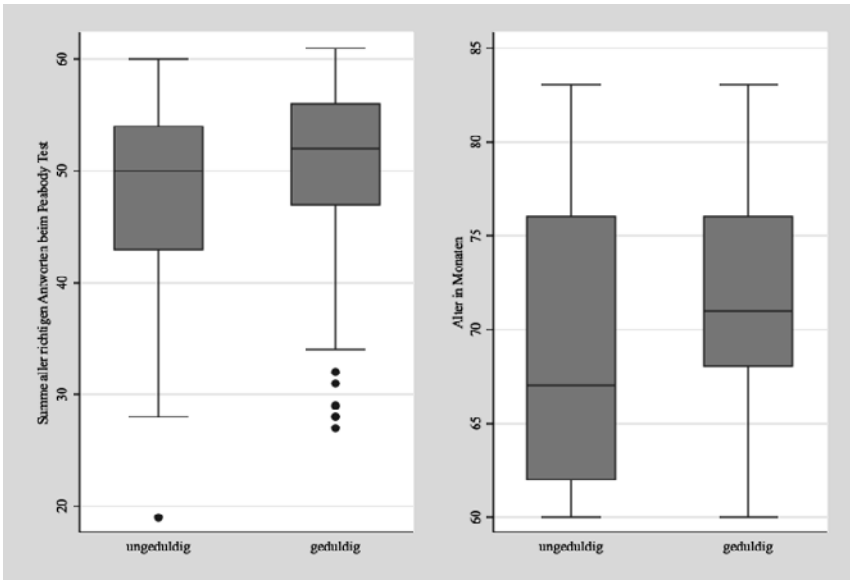 Summe aller richtigen Antworten beim Peabody Test
60
50
40
30
20
ungeduldig geduldig
Alter in Monaten
85
80
75
70
65
60
ungeduldig geduldig